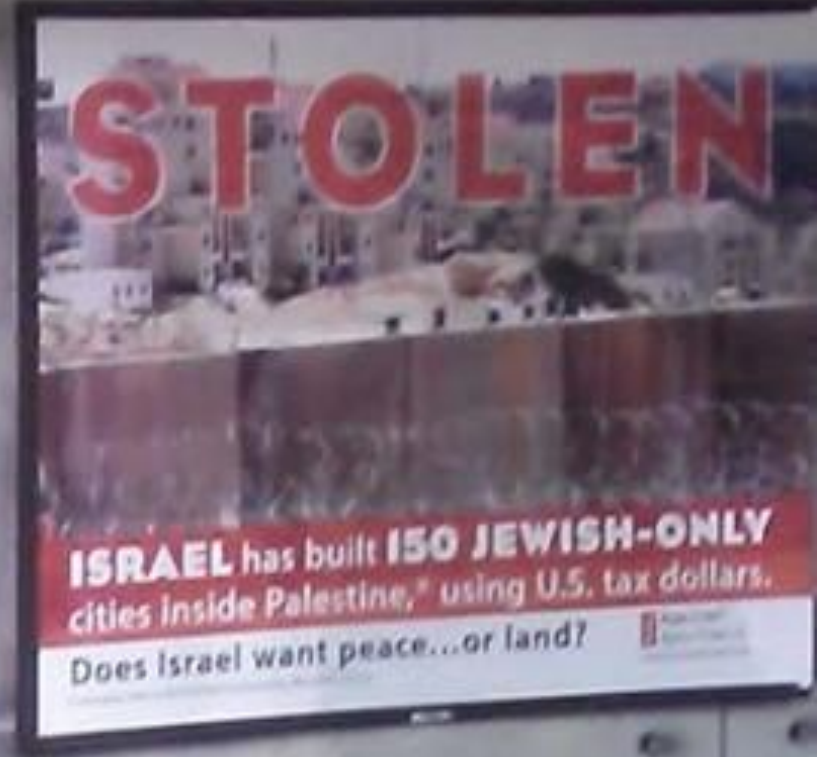 STOLEN
ISRAEL has built 150 JEWISH-ONLY
cities inside Palestine,* using U.S. tax dollars.
Does Israel want peace...or land?